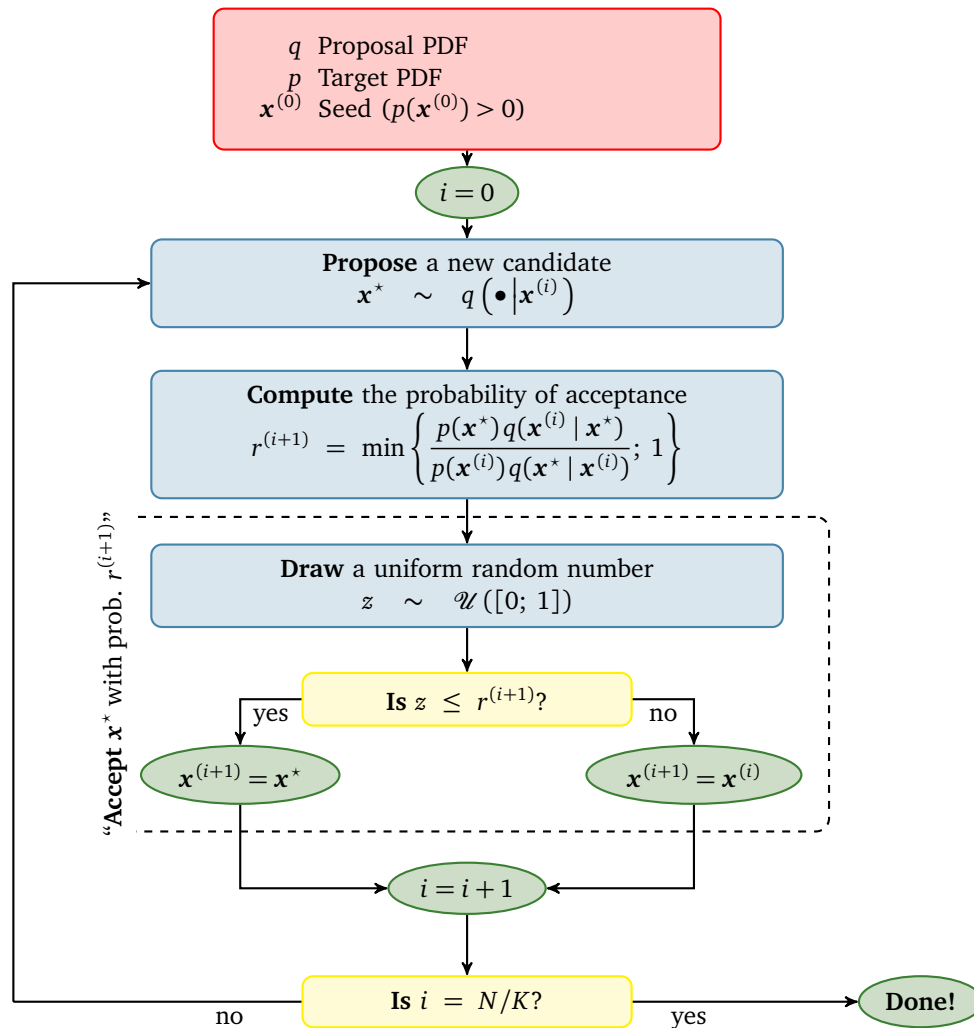 q Proposal PDF
p Target PDF
x^(0) Seed (p(x^(0)) > 0)
i = 0
Propose a new candidate
x^⋆ ∼ q(•|x^(i))
Compute the probability of acceptance
r^(i+1) = min{p(x^⋆) q(x^(i) | x^⋆) / p(x^(i)) q(x^⋆ | x^(i)); 1}
“Accept x^⋆ with prob. r^(i+1)”
Draw a uniform random number
z ∼ 𝒰([0; 1])
Is z ≤ r^(i+1)?
yes
no
x^(i+1) = x^⋆
x^(i+1) = x^(i)
i = i + 1
Is i = N/K?
no
yes
Done!